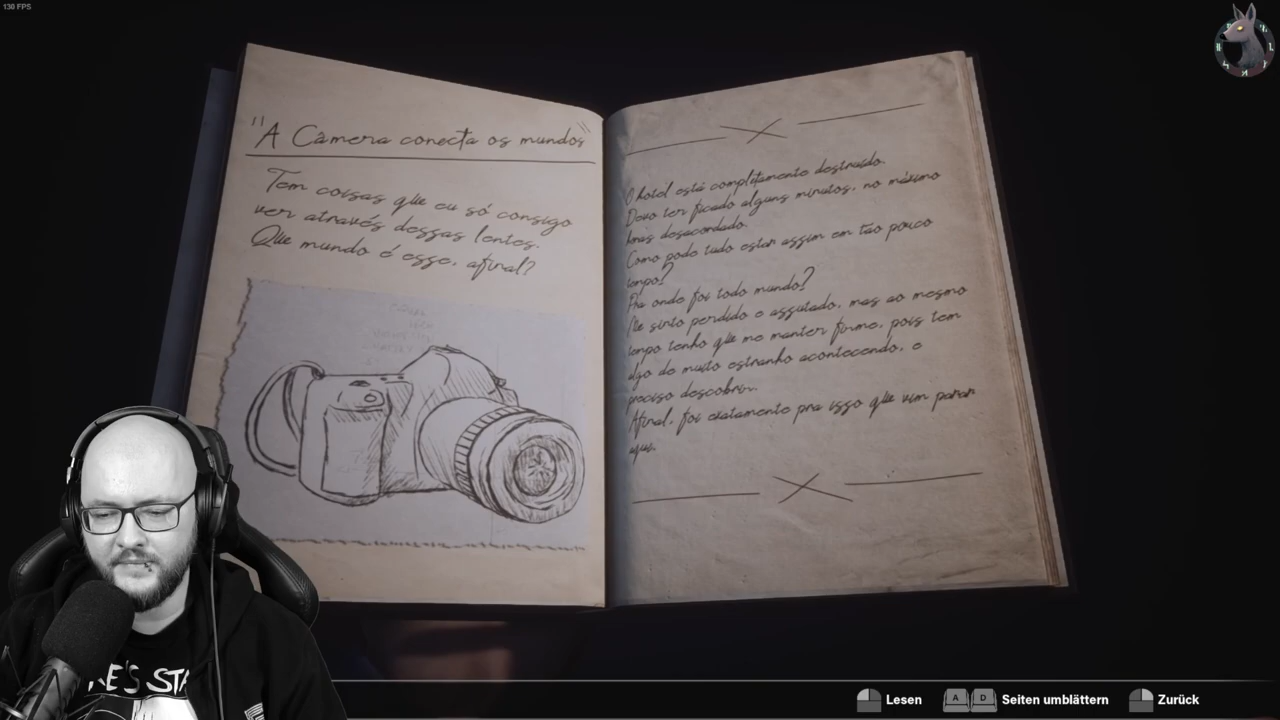 130 FPS
"A Câmera conecta os mundos"
Tem coisas que eu só consigo
ver através dessas lentes.
Que mundo é esse, afinal?
O hotel está completamente destruído.
Devo ter ficado alguns minutos, no máximo
horas desacordado.
Como pode tudo estar assim em tão pouco
tempo?
Pra onde foi todo mundo?
Me sinto perdido e assustado, mas ao mesmo
tempo tenho que me manter firme, pois tem
algo de muito estranho acontecendo, e
preciso descobrir.
Afinal, foi exatamente pra isso que vim parar
aqui.
KE'S STA
Lesen
A
D
Seiten umblättern
Zurück